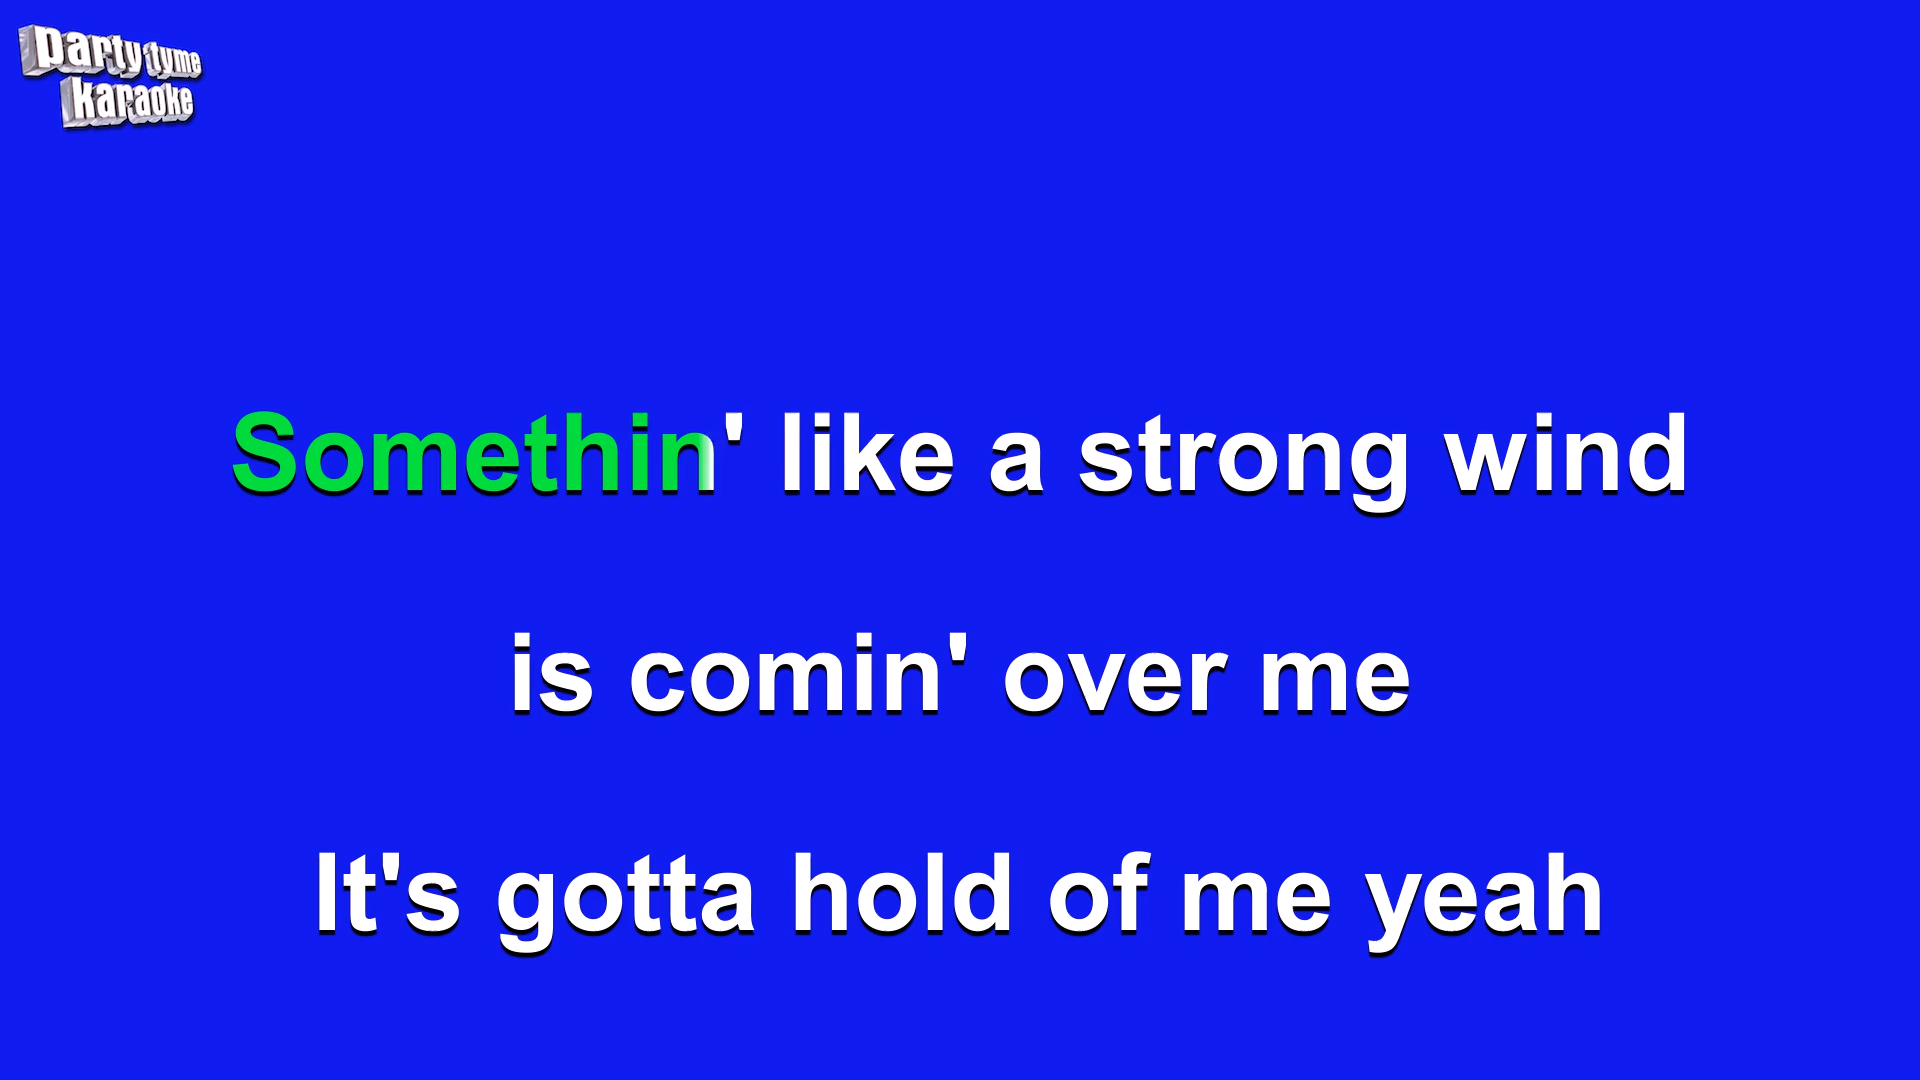 party tyme
karaoke
Somethin' like a strong wind
is comin' over me
It's gotta hold of me yeah